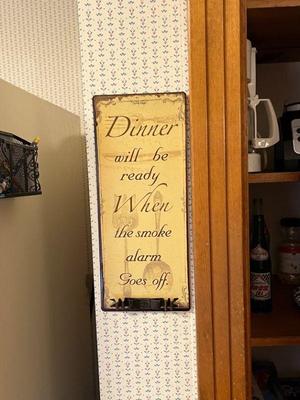 Dinner
will be
ready
When
the smoke
alarm
Goes off.